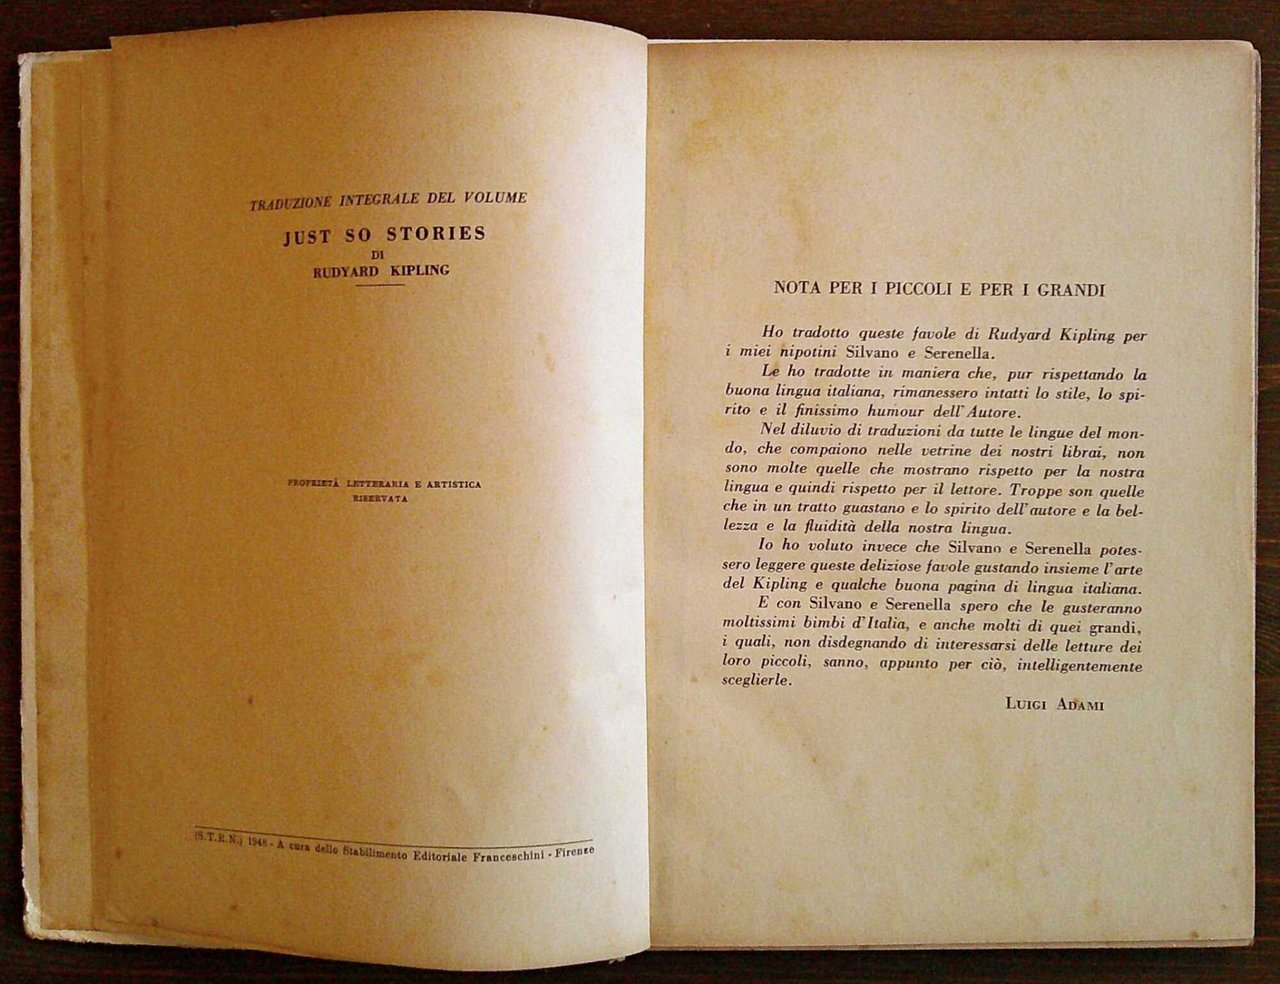 TRADUZIONE INTEGRALE DEL VOLUME
JUST SO STORIES
DI
RUDYARD KIPLING
PROPRIETÀ LETTERARIA E ARTISTICA
RISERVATA
(S.T.E.N.) 1948 - A cura dello Stabilimento Editoriale Franceschini - Firenze
NOTA PER I PICCOLI E PER I GRANDI
Ho tradotto queste favole di Rudyard Kipling per
i miei nipotini Silvano e Serenella.
Le ho tradotte in maniera che, pur rispettando la
buona lingua italiana, rimanessero intatti lo stile, lo spi-
rito e il finissimo humour dell'Autore.
Nel diluvio di traduzioni da tutte le lingue del mon-
do, che compaiono nelle vetrine dei nostri librai, non
sono molte quelle che mostrano rispetto per la nostra
lingua e quindi rispetto per il lettore. Troppe son quelle
che in un tratto guastano e lo spirito dell'autore e la bel-
lezza e la fluidità della nostra lingua.
Io ho voluto invece che Silvano e Serenella potes-
sero leggere queste deliziose favole gustando insieme l'arte
del Kipling e qualche buona pagina di lingua italiana.
E con Silvano e Serenella spero che le gusteranno
moltissimi bimbi d'Italia, e anche molti di quei grandi,
i quali, non disdegnando di interessarsi delle letture dei
loro piccoli, sanno, appunto per ciò, intelligentemente
sceglierle.
LUIGI ADAMI